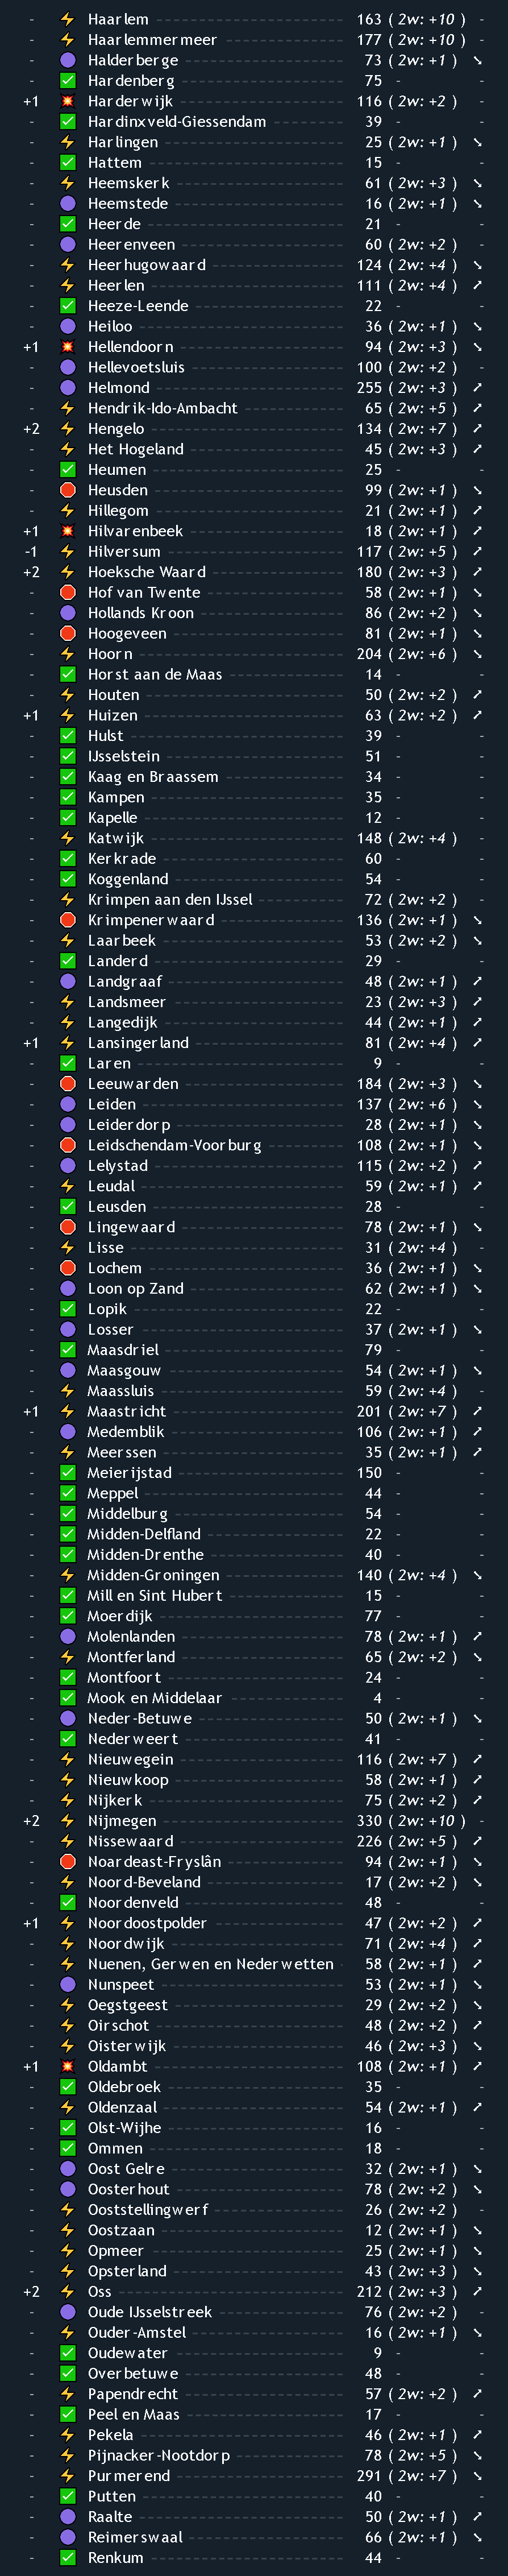 - ⚡ Haarlem 163 ( 2w: +10 ) -
- ⚡ Haarlemmermeer 177 ( 2w: +10 ) -
- 🟣 Halderberge 73 ( 2w: +1 ) ➘
- ✅ Hardenberg 75 - -
+1 💥 Harderwijk 116 ( 2w: +2 ) -
- ✅ Hardinxveld-Giessendam 39 - -
- ⚡ Harlingen 25 ( 2w: +1 ) ➘
- ✅ Hattem 15 - -
- ⚡ Heemskerk 61 ( 2w: +3 ) ➘
- 🟣 Heemstede 16 ( 2w: +1 ) ➘
- ✅ Heerde 21 - -
- 🟣 Heerenveen 60 ( 2w: +2 ) -
- ⚡ Heerhugowaard 124 ( 2w: +4 ) ➘
- ⚡ Heerlen 111 ( 2w: +4 ) ➚
- ✅ Heeze-Leende 22 - -
- 🟣 Heiloo 36 ( 2w: +1 ) ➘
+1 💥 Hellendoorn 94 ( 2w: +3 ) ➘
- 🟣 Hellevoetsluis 100 ( 2w: +2 ) -
- 🟣 Helmond 255 ( 2w: +3 ) ➚
- ⚡ Hendrik-Ido-Ambacht 65 ( 2w: +5 ) ➚
+2 ⚡ Hengelo 134 ( 2w: +7 ) ➚
- ⚡ Het Hogeland 45 ( 2w: +3 ) ➚
- ✅ Heumen 25 - -
- 🛑 Heusden 99 ( 2w: +1 ) ➘
- ⚡ Hillegom 21 ( 2w: +1 ) ➚
+1 💥 Hilvarenbeek 18 ( 2w: +1 ) ➚
-1 ⚡ Hilversum 117 ( 2w: +5 ) ➚
+2 ⚡ Hoeksche Waard 180 ( 2w: +3 ) ➚
- 🛑 Hof van Twente 58 ( 2w: +1 ) ➘
- 🟣 Hollands Kroon 86 ( 2w: +2 ) ➘
- 🛑 Hoogeveen 81 ( 2w: +1 ) ➘
- ⚡ Hoorn 204 ( 2w: +6 ) ➘
- ✅ Horst aan de Maas 14 - -
- ⚡ Houten 50 ( 2w: +2 ) ➚
+1 ⚡ Huizen 63 ( 2w: +2 ) ➚
- ✅ Hulst 39 - -
- ✅ IJsselstein 51 - -
- ✅ Kaag en Braassem 34 - -
- ✅ Kampen 35 - -
- ✅ Kapelle 12 - -
- ⚡ Katwijk 148 ( 2w: +4 ) -
- ✅ Kerkrade 60 - -
- ✅ Koggenland 54 - -
- ⚡ Krimpen aan den IJssel 72 ( 2w: +2 ) -
- 🛑 Krimpenerwaard 136 ( 2w: +1 ) ➘
- ⚡ Laarbeek 53 ( 2w: +2 ) ➘
- ✅ Landerd 29 - -
- 🟣 Landgraaf 48 ( 2w: +1 ) ➚
- ⚡ Landsmeer 23 ( 2w: +3 ) ➚
- ⚡ Langedijk 44 ( 2w: +1 ) ➚
+1 ⚡ Lansingerland 81 ( 2w: +4 ) ➚
- ✅ Laren 9 - -
- 🛑 Leeuwarden 184 ( 2w: +3 ) ➘
- 🟣 Leiden 137 ( 2w: +6 ) ➘
- 🟣 Leiderdorp 28 ( 2w: +1 ) ➘
- 🛑 Leidschendam-Voorburg 108 ( 2w: +1 ) ➘
- 🟣 Lelystad 115 ( 2w: +2 ) ➚
- ⚡ Leudal 59 ( 2w: +1 ) ➚
- ✅ Leusden 28 - -
- 🛑 Lingewaard 78 ( 2w: +1 ) ➘
- ⚡ Lisse 31 ( 2w: +4 ) -
- 🛑 Lochem 36 ( 2w: +1 ) ➘
- 🟣 Loon op Zand 62 ( 2w: +1 ) ➘
- ✅ Lopik 22 - -
- 🟣 Losser 37 ( 2w: +1 ) ➘
- ✅ Maasdriel 79 - -
- 🟣 Maasgouw 54 ( 2w: +1 ) ➘
- ⚡ Maassluis 59 ( 2w: +4 ) -
+1 ⚡ Maastricht 201 ( 2w: +7 ) ➚
- 🟣 Medemblik 106 ( 2w: +1 ) ➚
- ⚡ Meerssen 35 ( 2w: +1 ) ➚
- ✅ Meierijstad 150 - -
- ✅ Meppel 44 - -
- ✅ Middelburg 54 - -
- ✅ Midden-Delfland 22 - -
- ✅ Midden-Drenthe 40 - -
- ⚡ Midden-Groningen 140 ( 2w: +4 ) ➘
- ✅ Mill en Sint Hubert 15 - -
- ✅ Moerdijk 77 - -
- 🟣 Molenlanden 78 ( 2w: +1 ) ➚
- ⚡ Montferland 65 ( 2w: +2 ) ➘
- ✅ Montfoort 24 - -
- ✅ Mook en Middelaar 4 - -
- 🟣 Neder-Betuwe 50 ( 2w: +1 ) ➘
- ✅ Nederweert 41 - -
- ⚡ Nieuwegein 116 ( 2w: +7 ) ➚
- ⚡ Nieuwkoop 58 ( 2w: +1 ) ➚
- ⚡ Nijkerk 75 ( 2w: +2 ) ➚
+2 ⚡ Nijmegen 330 ( 2w: +10 ) -
- ⚡ Nissewaard 226 ( 2w: +5 ) ➚
- 🛑 Noardeast-Fryslân 94 ( 2w: +1 ) ➘
- ⚡ Noord-Beveland 17 ( 2w: +2 ) ➘
- ✅ Noordenveld 48 - -
+1 ⚡ Noordoostpolder 47 ( 2w: +2 ) ➚
- ⚡ Noordwijk 71 ( 2w: +4 ) ➚
- ⚡ Nuenen, Gerwen en Nederwetten 58 ( 2w: +1 ) ➚
- 🟣 Nunspeet 53 ( 2w: +1 ) ➘
- ⚡ Oegstgeest 29 ( 2w: +2 ) ➘
- ⚡ Oirschot 48 ( 2w: +2 ) ➚
- ⚡ Oisterwijk 46 ( 2w: +3 ) ➘
+1 💥 Oldambt 108 ( 2w: +1 ) ➚
- ✅ Oldebroek 35 - -
- ⚡ Oldenzaal 54 ( 2w: +1 ) ➚
- ✅ Olst-Wijhe 16 - -
- ✅ Ommen 18 - -
- 🟣 Oost Gelre 32 ( 2w: +1 ) ➘
- 🟣 Oosterhout 78 ( 2w: +2 ) ➘
- ⚡ Ooststellingwerf 26 ( 2w: +2 ) -
- ⚡ Oostzaan 12 ( 2w: +1 ) ➘
- ⚡ Opmeer 25 ( 2w: +1 ) ➘
- ⚡ Opsterland 43 ( 2w: +3 ) ➘
+2 ⚡ Oss 212 ( 2w: +3 ) ➚
- 🟣 Oude IJsselstreek 76 ( 2w: +2 ) -
- ⚡ Ouder-Amstel 16 ( 2w: +1 ) ➘
- ✅ Oudewater 9 - -
- ✅ Overbetuwe 48 - -
- ⚡ Papendrecht 57 ( 2w: +2 ) ➚
- ✅ Peel en Maas 17 - -
- ⚡ Pekela 46 ( 2w: +1 ) ➚
- ⚡ Pijnacker-Nootdorp 78 ( 2w: +5 ) ➘
- ⚡ Purmerend 291 ( 2w: +7 ) ➘
- ✅ Putten 40 - -
- 🟣 Raalte 50 ( 2w: +1 ) ➚
- 🟣 Reimerswaal 66 ( 2w: +1 ) ➘
- ✅ Renkum 44 - -